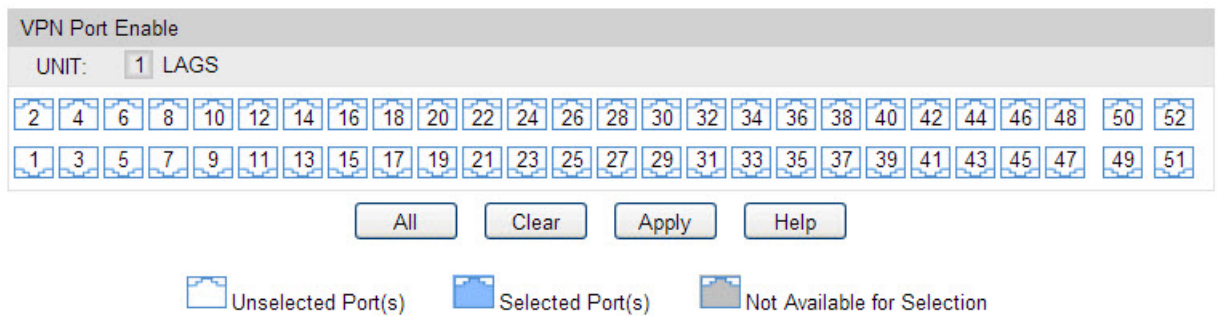 VPN Port Enable
UNIT: 1 LAGS
2 4 6 8 10 12 14 16 18 20 22 24 26 28 30 32 34 36 38 40 42 44 46 48 50 52
1 3 5 7 9 11 13 15 17 19 21 23 25 27 29 31 33 35 37 39 41 43 45 47 49 51
All Clear Apply Help
Unselected Port(s) Selected Port(s) Not Available for Selection